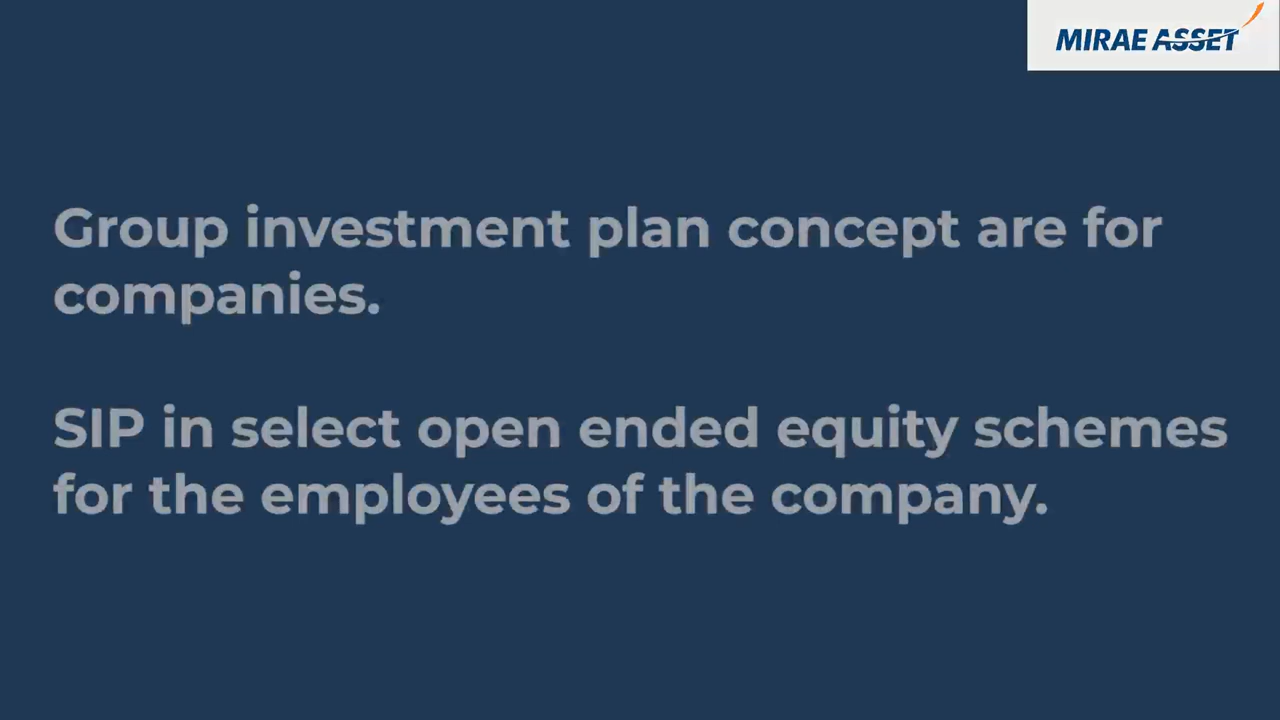 MIRAE ASSET
Group investment plan concept are for
companies.
SIP in select open ended equity schemes
for the employees of the company.